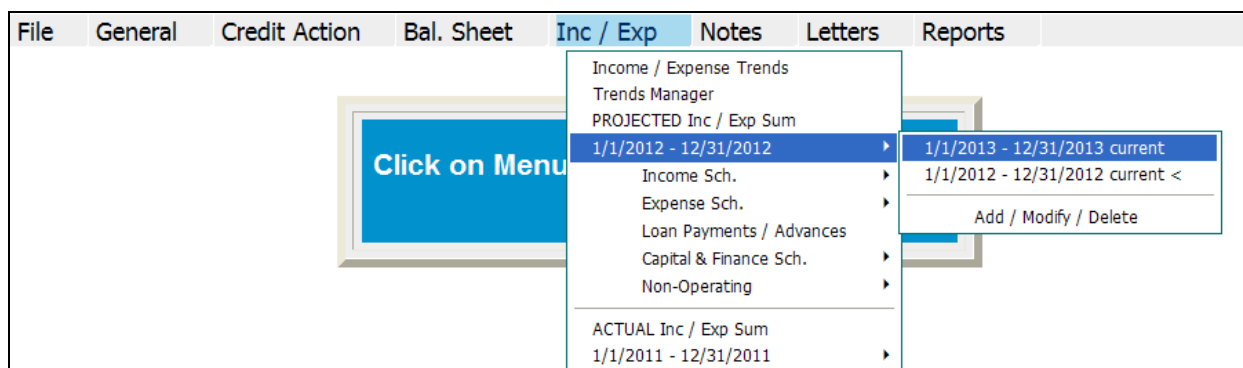 File General Credit Action Bal. Sheet Inc / Exp Notes Letters Reports
Click on Menu
Income / Expense Trends
Trends Manager
PROJECTED Inc / Exp Sum
1/1/2012 - 12/31/2012
Income Sch.
Expense Sch.
Loan Payments / Advances
Capital & Finance Sch.
Non-Operating
ACTUAL Inc / Exp Sum
1/1/2011 - 12/31/2011
1/1/2013 - 12/31/2013 current
1/1/2012 - 12/31/2012 current <
Add / Modify / Delete